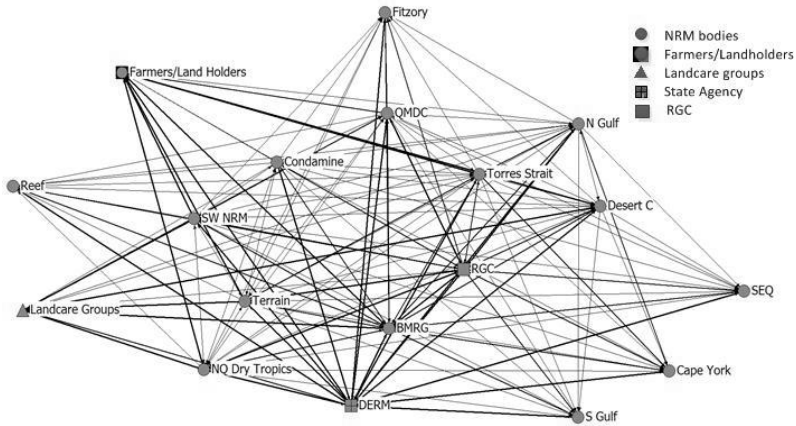 Fitzory
NRM bodies
Farmers/Landholders
Landcare groups
State Agency
RGC
Farmers/Land Holders
QMDC
N Gulf
Condamine
Torres Strait
Reef
Desert C
SW NRM
RGC
SEQ
Terrain
Landcare Groups
BMRG
NQ Dry Tropics
Cape York
DERM
S Gulf